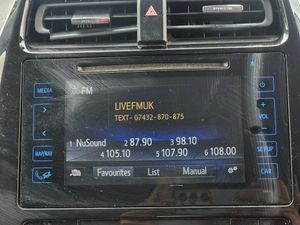 MEDIA
FM
LIVEFMUK
TEXT- 07432-870-875
VOL
1 NuSound 2 87.90 3 98.10
4 105.10 5 107.90 6 108.00
MAP/NAV
SETUP
Favourites List Manual
CAR